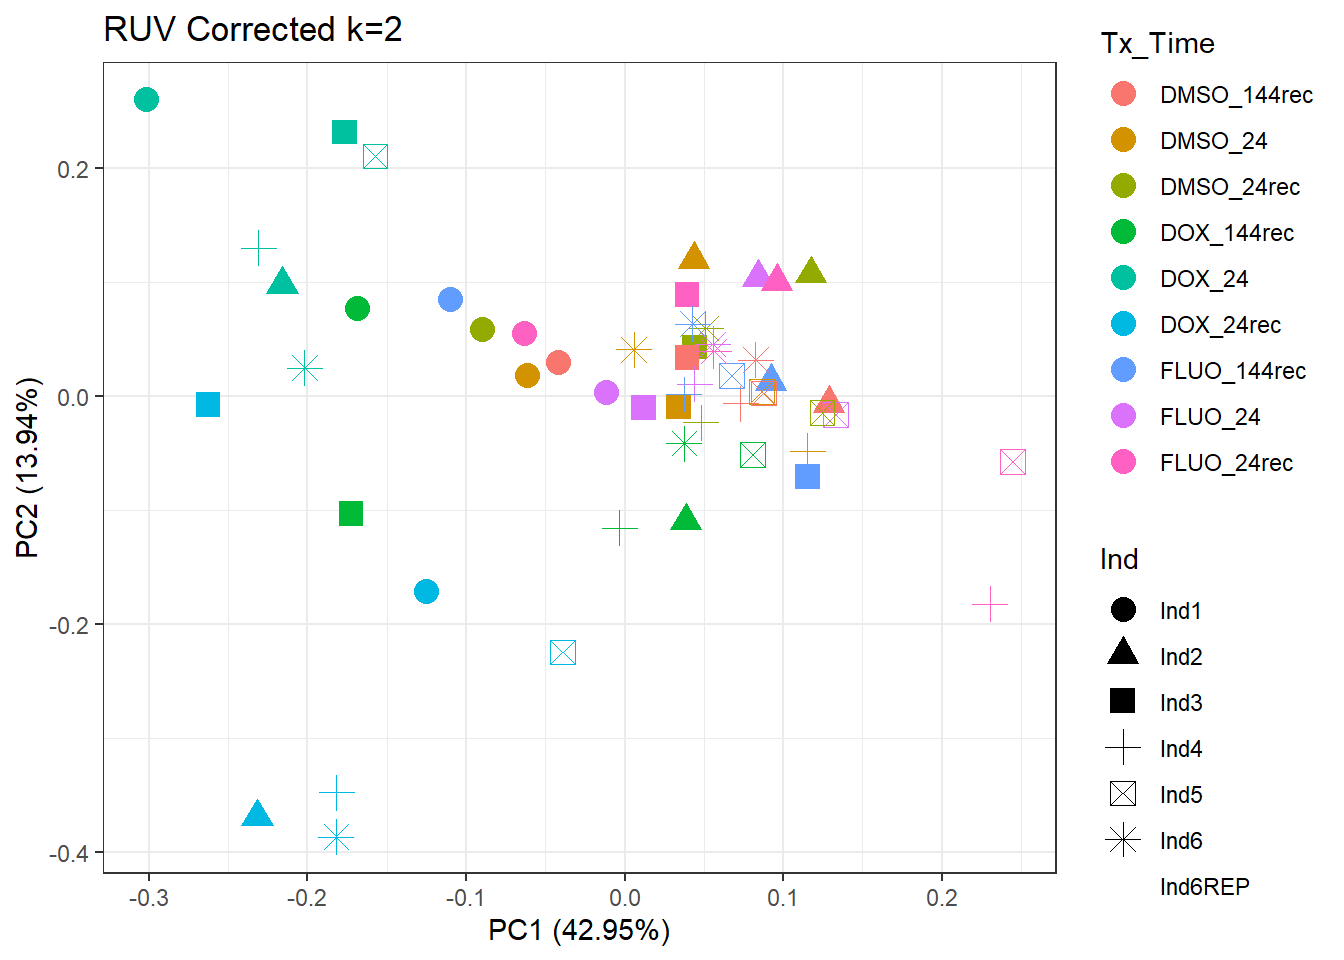 RUV Corrected k=2
0.2
0.0
-0.2
-0.4
PC2 (13.94%)
-0.3
-0.2
-0.1
0.0
0.1
0.2
PC1 (42.95%)
Tx_Time
DMSO_144rec
DMSO_24
DMSO_24rec
DOX_144rec
DOX_24
DOX_24rec
FLUO_144rec
FLUO_24
FLUO_24rec
Ind
Ind1
Ind2
Ind3
Ind4
Ind5
Ind6
Ind6REP